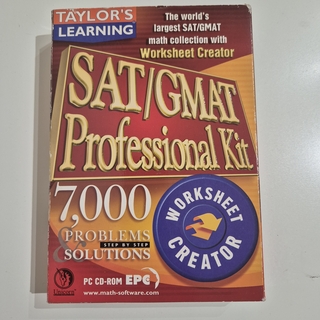 TAYLOR'S
LEARNING
The world's
largest SAT/GMAT
math collection with
Worksheet Creator
SAT/GMAT
Professional Kit
7,000
PROBLEMS
& STEP BY STEP
SOLUTIONS
WORKSHEET
CREATOR
PC CD-ROM EPC
www.math-software.com